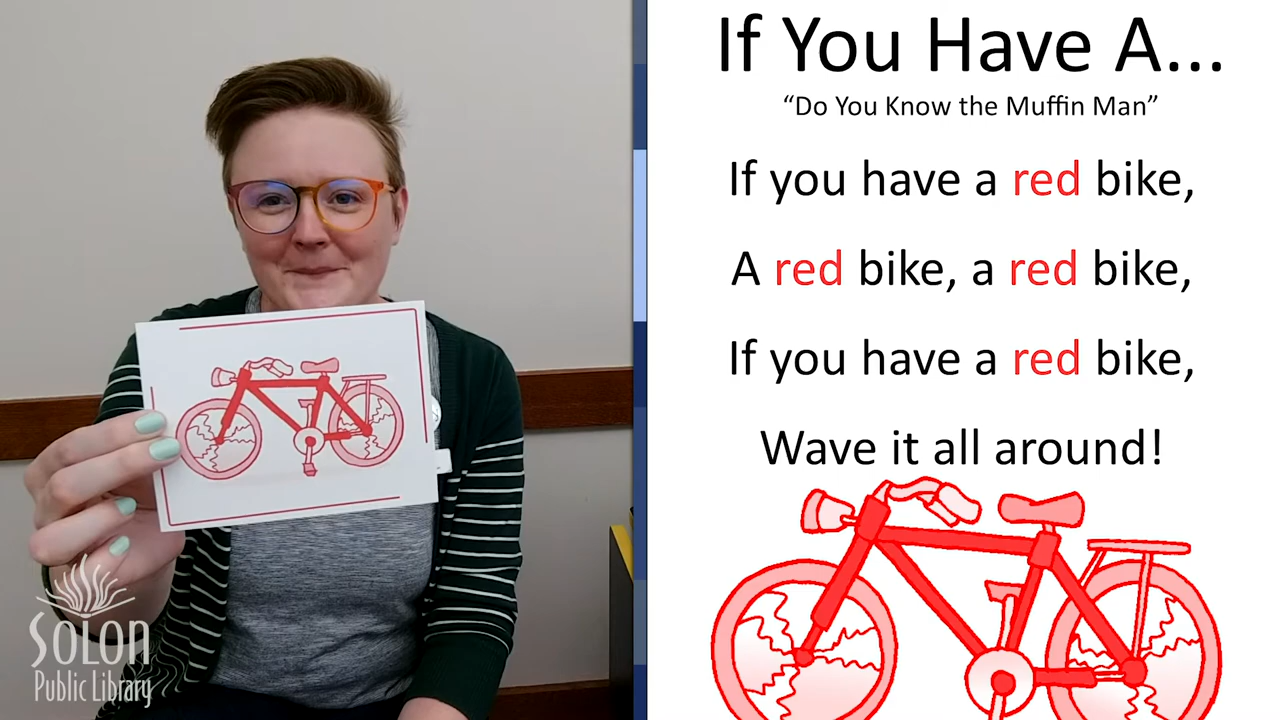 If You Have A...
“Do You Know the Muffin Man”
If you have a red bike,
A red bike, a red bike,
If you have a red bike,
Wave it all around!
SOLON
Public Library